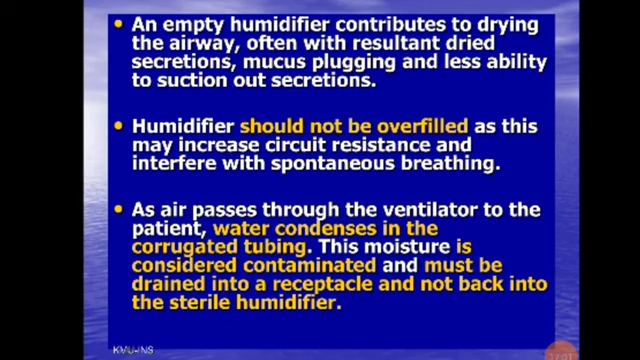 • An empty humidifier contributes to drying
the airway, often with resultant dried
secretions, mucus plugging and less ability
to suction out secretions.
• Humidifier should not be overfilled as this
may increase circuit resistance and
interfere with spontaneous breathing.
• As air passes through the ventilator to the
patient, water condenses in the
corrugated tubing. This moisture is
considered contaminated and must be
drained into a receptacle and not back into
the sterile humidifier.
KMU-INS